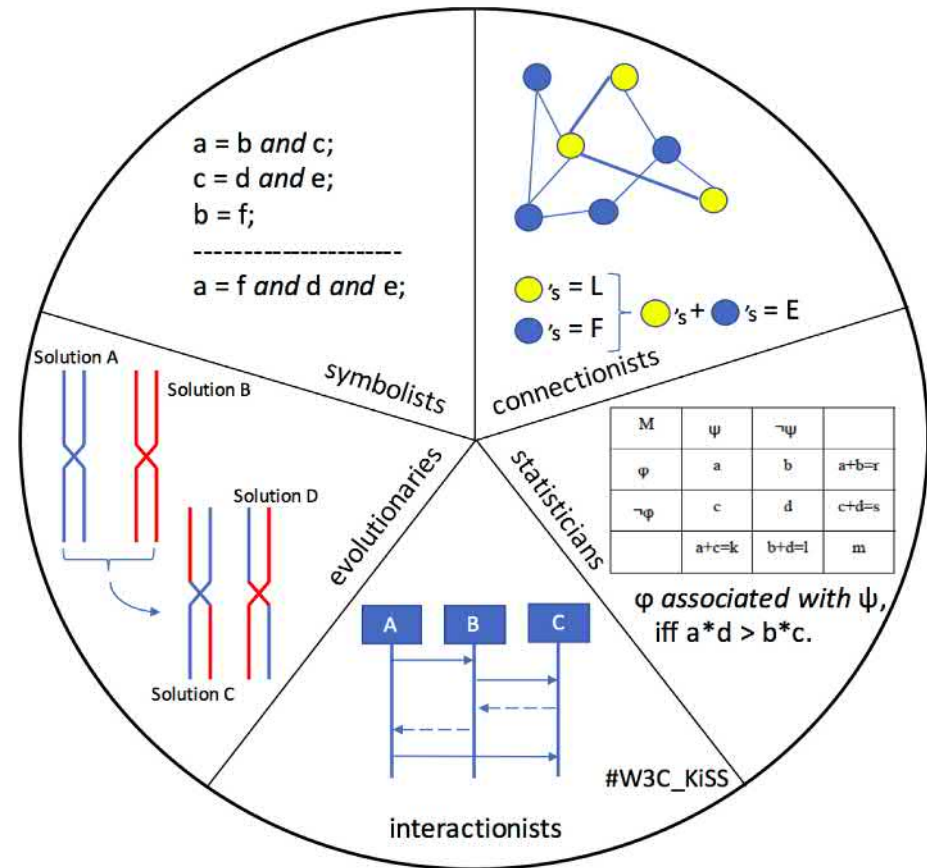 a = b and c;
c = d and e;
b = f;
----------------------
a = f and d and e;
symbolists
's = L
's = F
's + 's = E
connectionists
M ψ ¬ψ
φ a b a+b=r
¬φ c d c+d=s
a+c=k b+d=l m
φ associated with ψ,
iff a*d > b*c.
statisticians
A B C
#W3C_KiSS
interactionists
Solution A
Solution B
Solution D
Solution C
evolutionaries